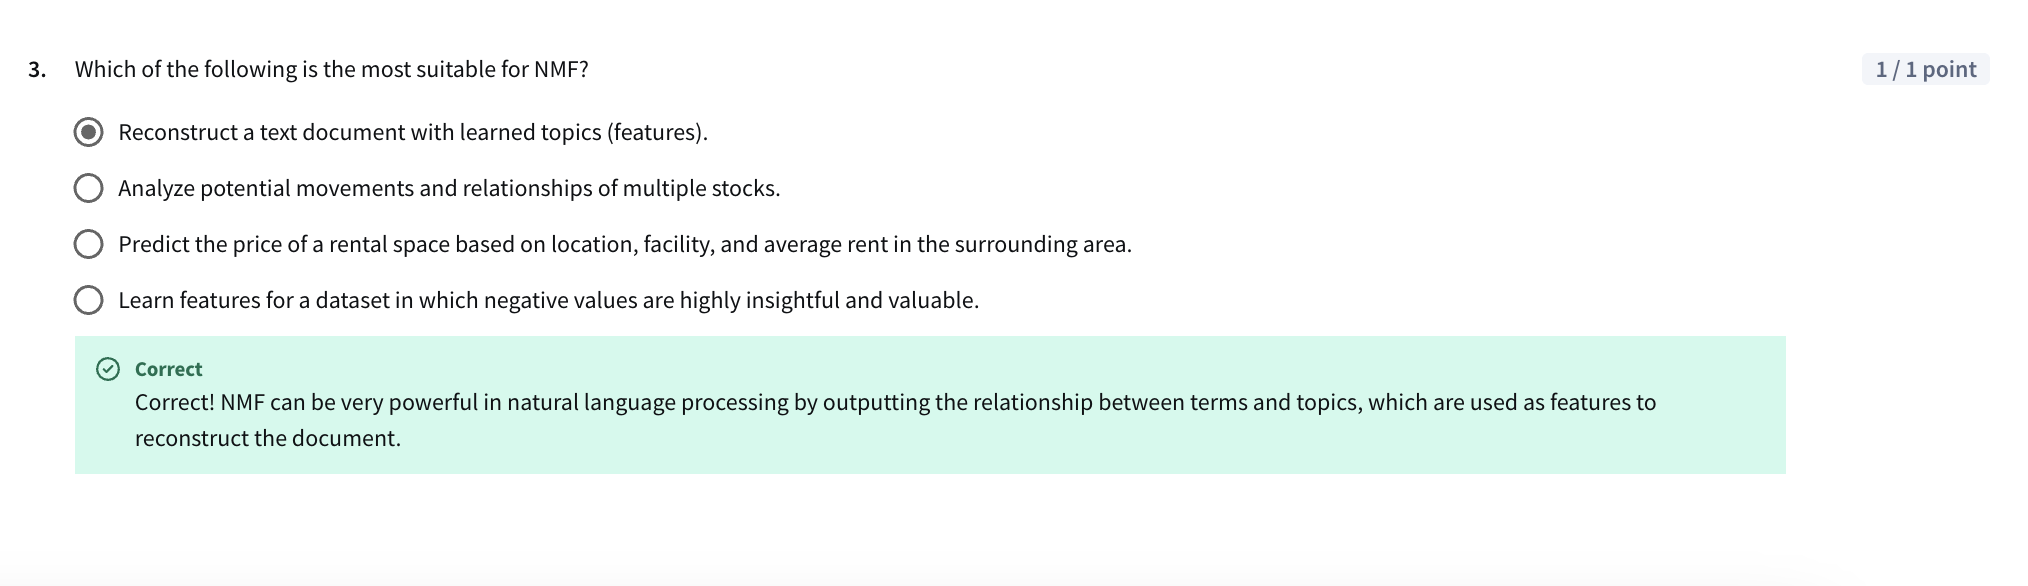 3. Which of the following is the most suitable for NMF? 1 / 1 point
Reconstruct a text document with learned topics (features).
Analyze potential movements and relationships of multiple stocks.
Predict the price of a rental space based on location, facility, and average rent in the surrounding area.
Learn features for a dataset in which negative values are highly insightful and valuable.
Correct
Correct! NMF can be very powerful in natural language processing by outputting the relationship between terms and topics, which are used as features to
reconstruct the document.